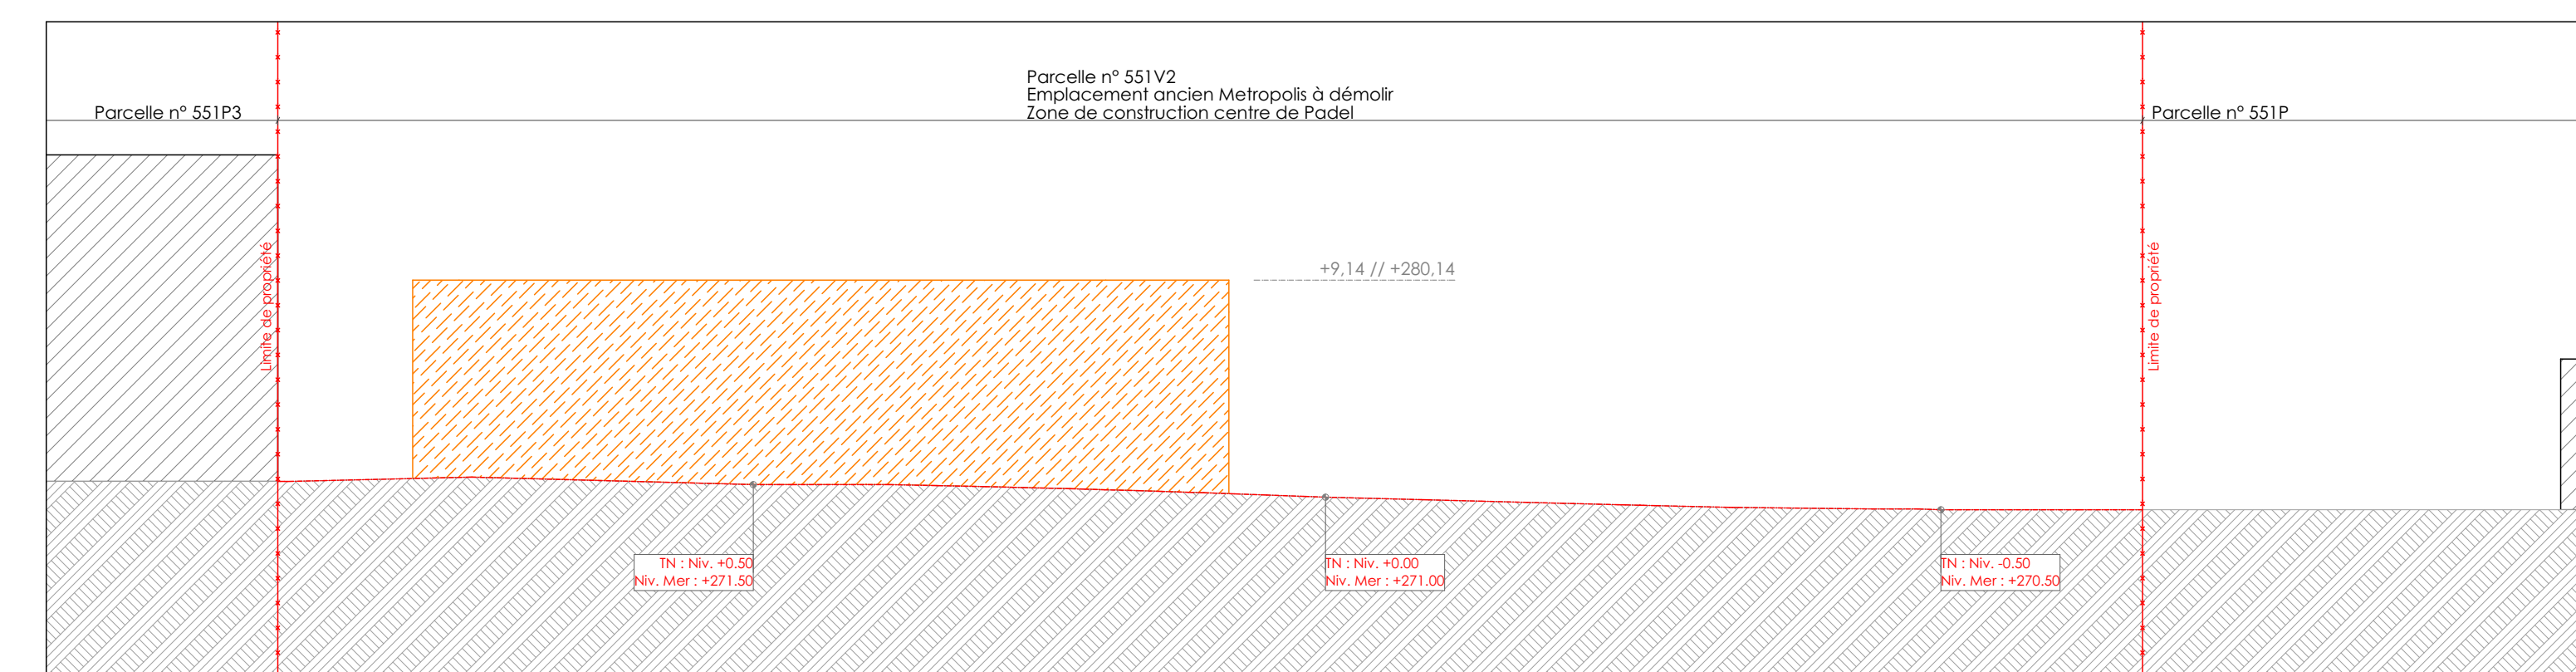 Parcelle n° 551V2
Emplacement ancien Metropolis à démolir
Zone de construction centre de Padel
Parcelle n° 551P3
Parcelle n° 551P
Limite de propriété
+9,14 // +280,14
Limite de propriété
TN : Niv. +0.50
Niv. Mer : +271.50
TN : Niv. +0.00
Niv. Mer : +271.00
TN : Niv. -0.50
Niv. Mer : +270.50